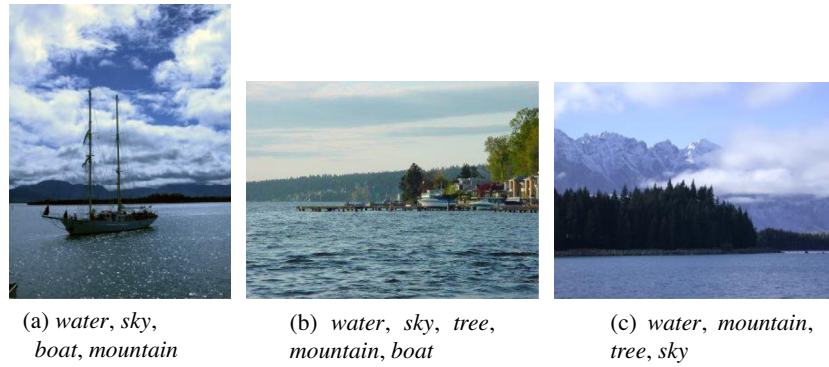 (a) water, sky,
boat, mountain
(b) water, sky, tree,
mountain, boat
(c) water, mountain,
tree, sky